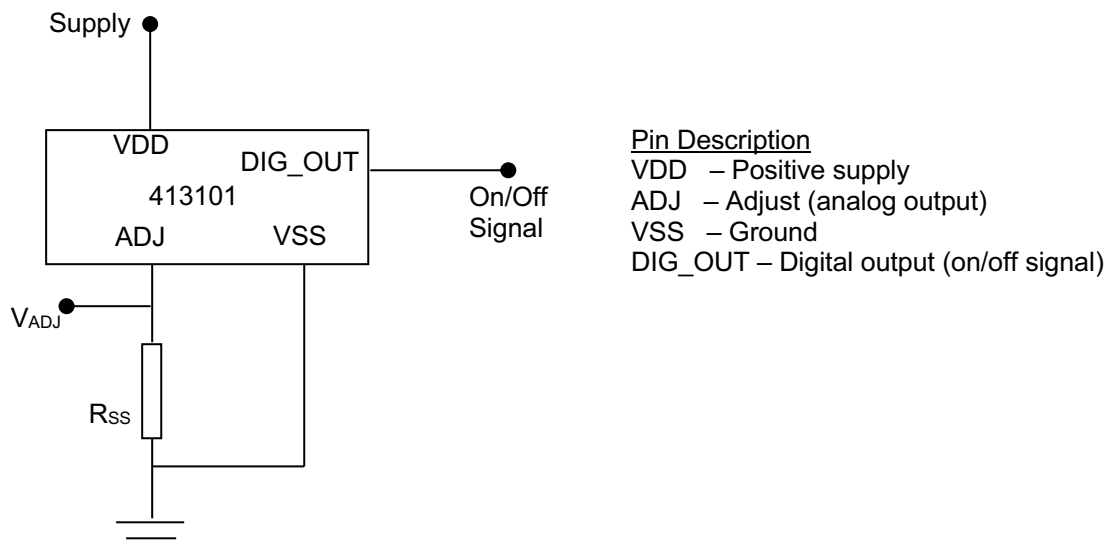 Supply
VDD
DIG_OUT
413101
ADJ
VSS
On/Off
Signal
VADJ
RSS
Pin Description
VDD – Positive supply
ADJ – Adjust (analog output)
VSS – Ground
DIG_OUT – Digital output (on/off signal)